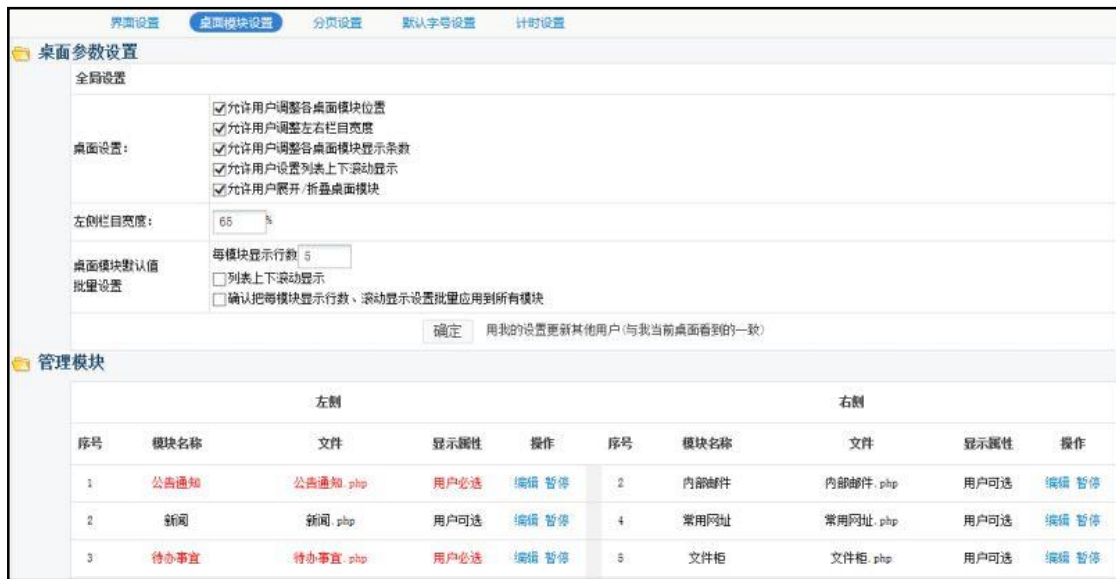 界面设置 桌面模块设置 分页设置 默认字号设置 计时设置
桌面参数设置
全局设置
允许用户调整各桌面模块位置
允许用户调整左右栏目宽度
桌面设置: 允许用户调整各桌面模块显示条数
允许用户设置列表上下滚动显示
允许用户展开/折叠桌面模块
左侧栏目宽度: 65 %
每模块显示行数 5
桌面模块默认值
批量设置
列表上下滚动显示
确认把每模块显示行数、滚动显示设置批量应用到所有模块
确定 用我的设置更新其他用户(与我当前桌面看到的一致)
管理模块
左侧 右侧
序号 模块名称 文件 显示属性 操作 序号 模块名称 文件 显示属性 操作
1 公告通知 公告通知.php 用户必选 编辑 暂停 2 内部邮件 内部邮件.php 用户可选 编辑 暂停
2 新闻 新闻.php 用户可选 编辑 暂停 4 常用网址 常用网址.php 用户可选 编辑 暂停
3 待办事宜 待办事宜.php 用户必选 编辑 暂停 5 文件柜 文件柜.php 用户可选 编辑 暂停